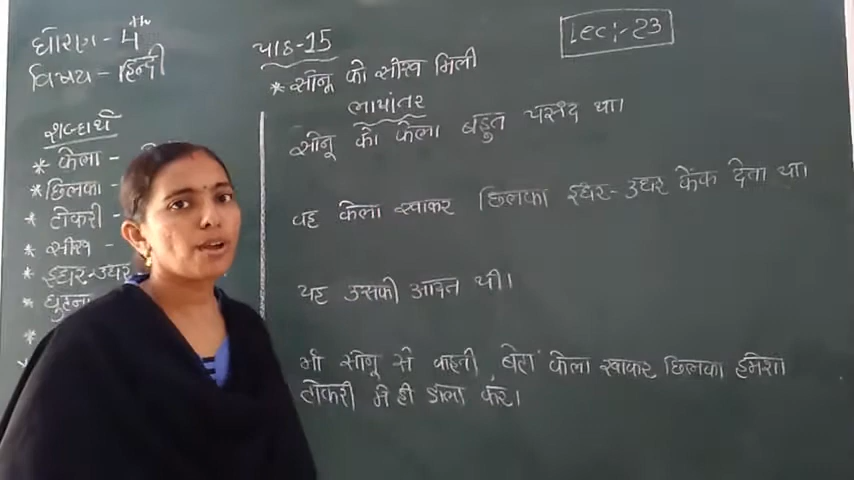 धोरण - 4th
विषय - हिन्दी
पाठ-15
Lec:-23
* सोनू को सीख मिली
शब्दार्थ
* केला -
* छिलका -
* टोकरी -
* सीख -
* इधर-उधर
*
*
भाषांतर
सोनू को केला बहुत पसंद था।
वह केला खाकर छिलका इधर-उधर फेंक देता था।
यह उसकी आदत थी।
माँ सोनू से कहती, बेटा केला खाकर छिलका हमेशा
टोकरी मे ही डाला कर।